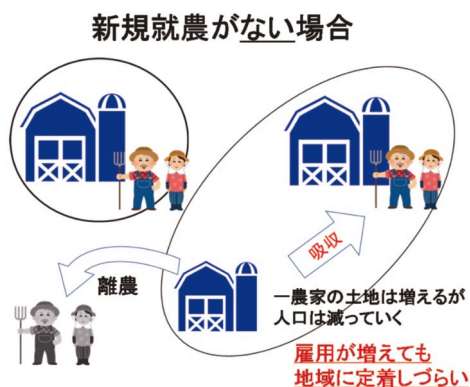 新規就農がない場合
吸収
離農
一農家の土地は増えるが
人口は減っていく
雇用が増えても
地域に定着しづらい